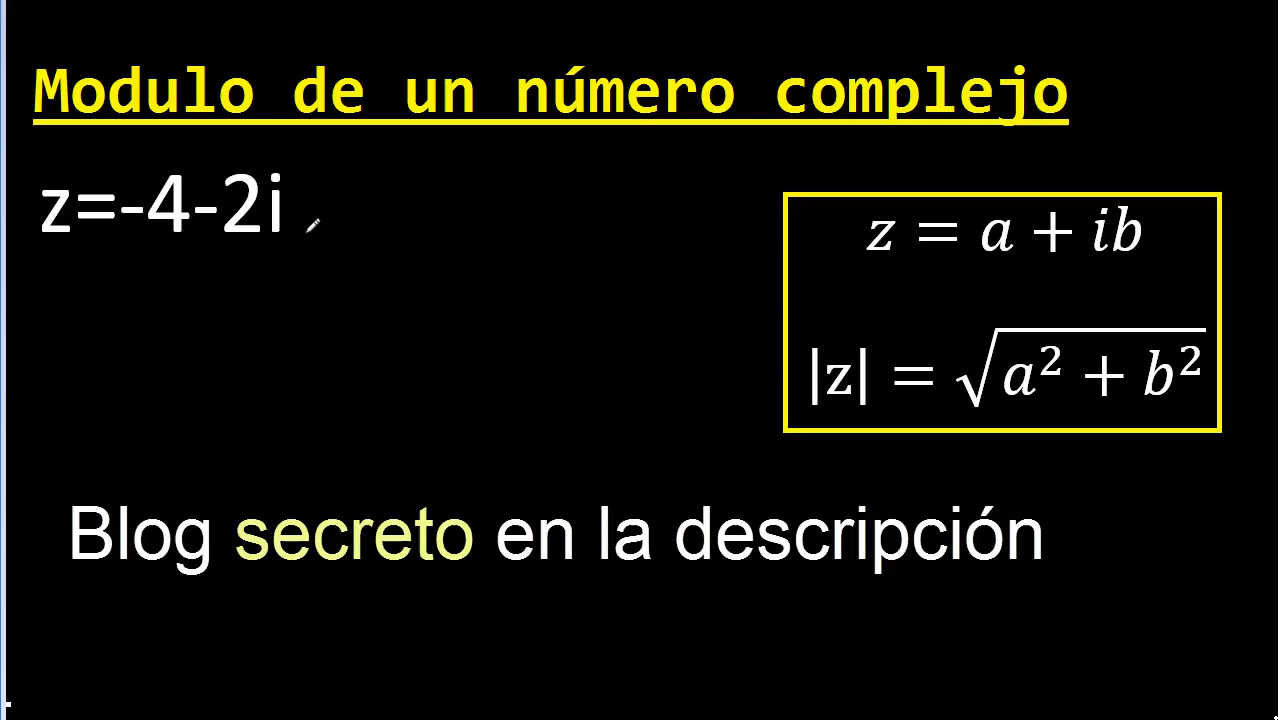 Modulo de un número complejo
z=-4-2i
z = a + ib
|z| = √a² + b²
Blog secreto en la descripción